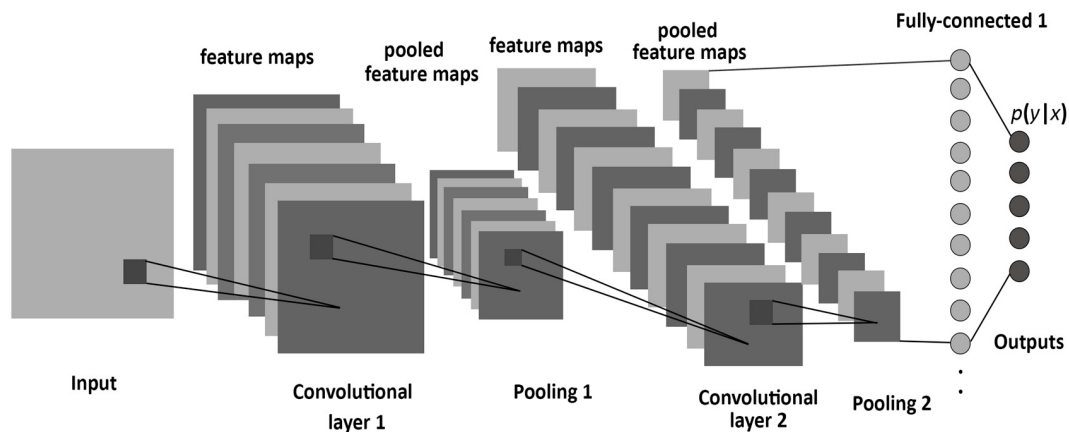 Fully-connected 1
feature maps
pooled
feature maps
feature maps
pooled
feature maps
p(y|x)
Input
Convolutional
layer 1
Pooling 1
Convolutional
layer 2
Pooling 2
Outputs